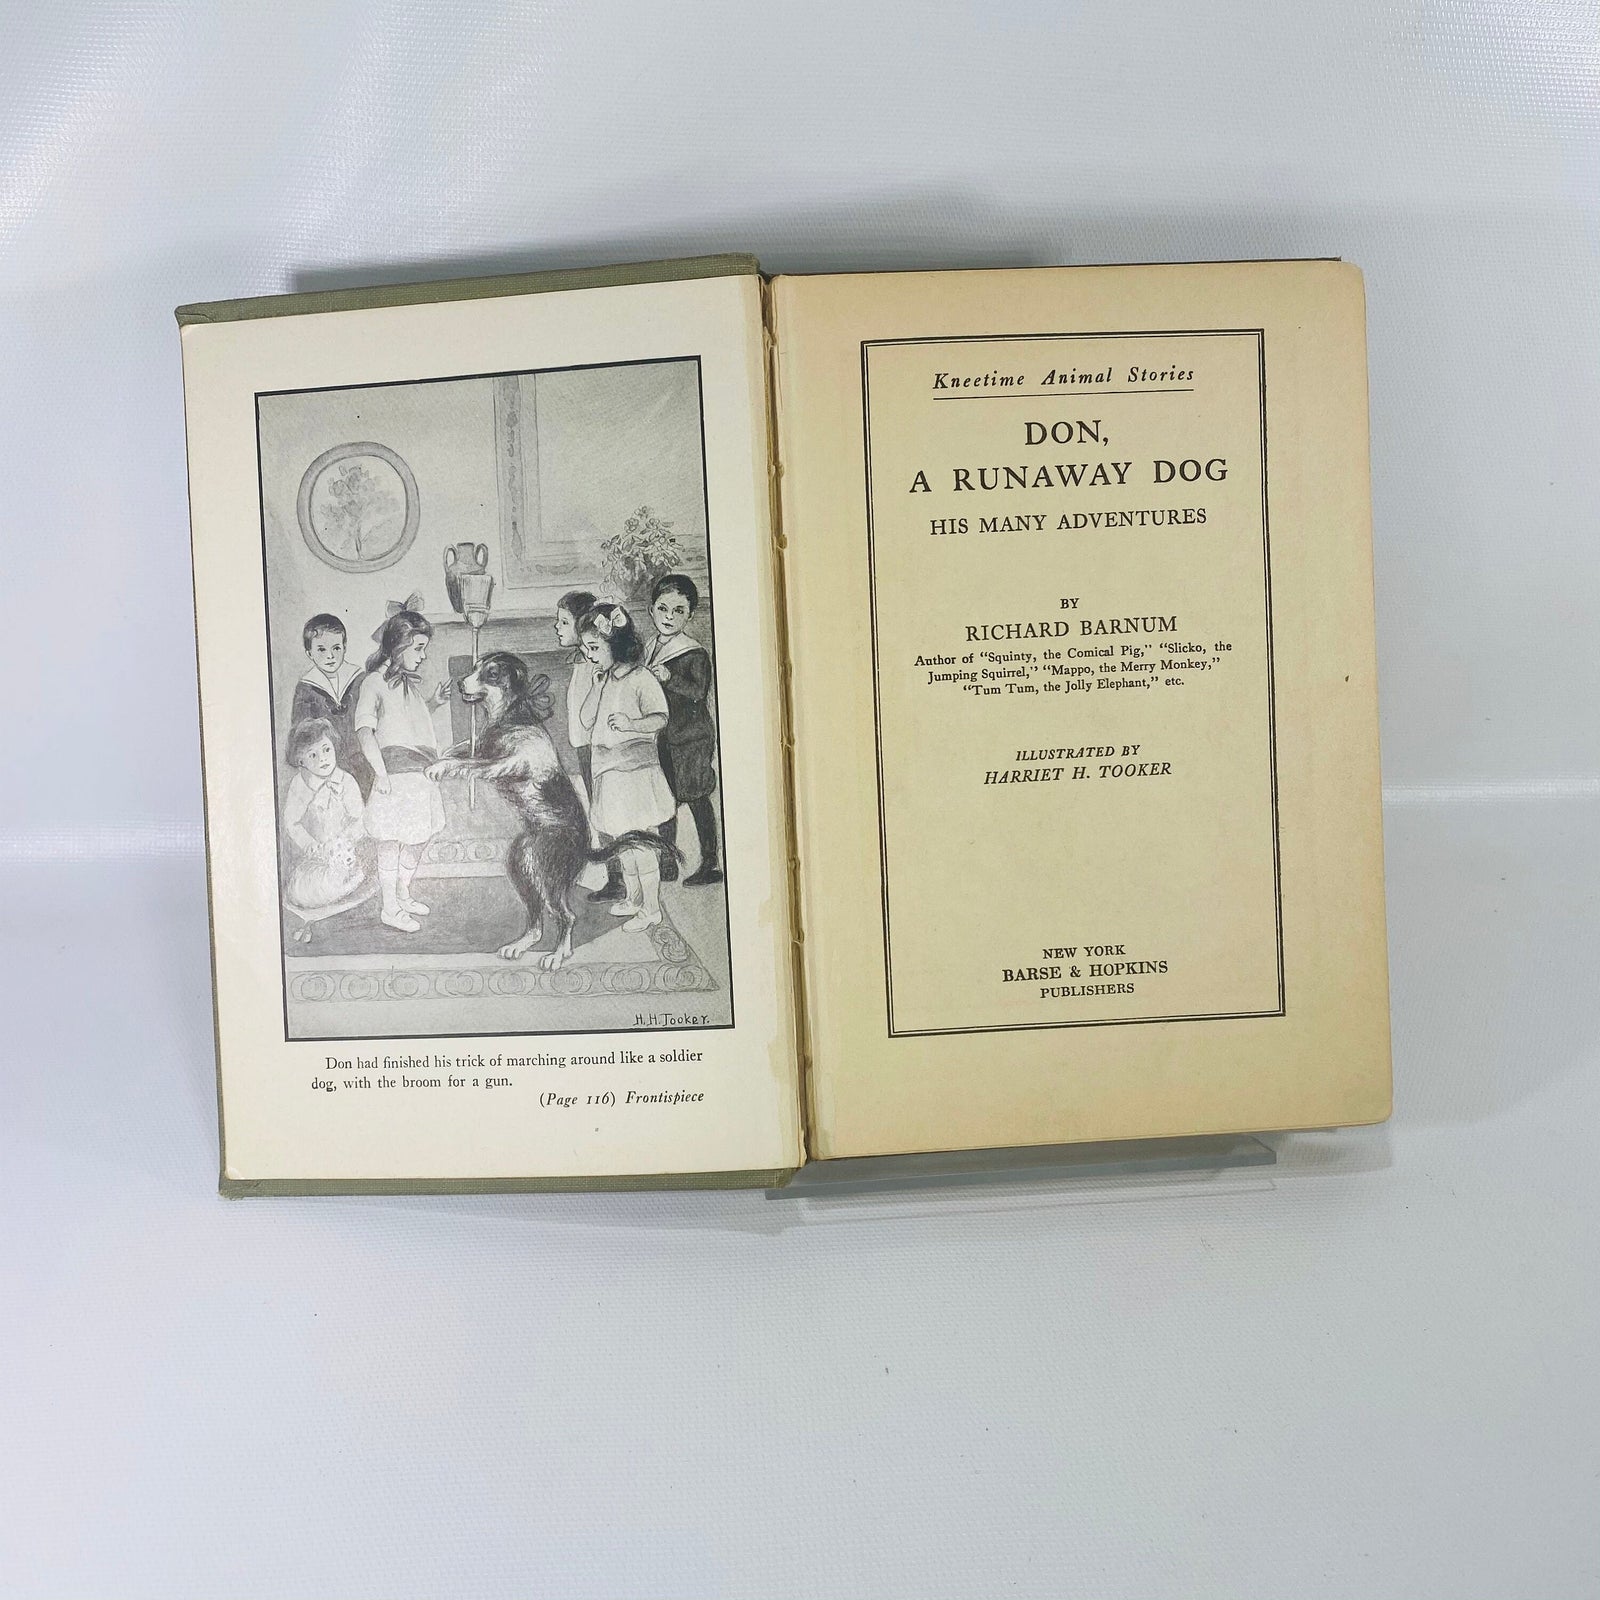 H. H. Tooker.
Don had finished his trick of marching around like a soldier
dog, with the broom for a gun.
(Page 116) Frontispiece
Kneetime Animal Stories
DON,
A RUNAWAY DOG
HIS MANY ADVENTURES
BY
RICHARD BARNUM
Author of "Squinty, the Comical Pig," "Slicko, the
Jumping Squirrel," "Mappo, the Merry Monkey,"
"Tum Tum, the Jolly Elephant," etc.
ILLUSTRATED BY
HARRIET H. TOOKER
NEW YORK
BARSE & HOPKINS
PUBLISHERS